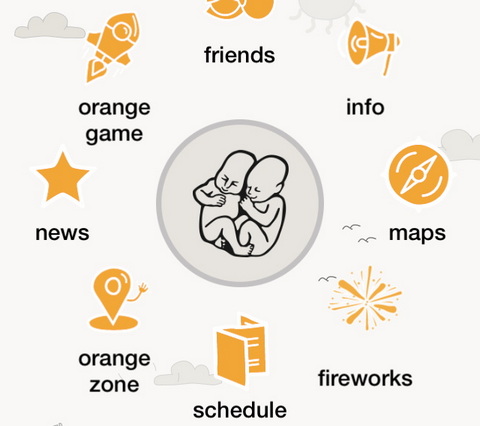 friends
orange
game
info
news
maps
orange
zone
fireworks
schedule